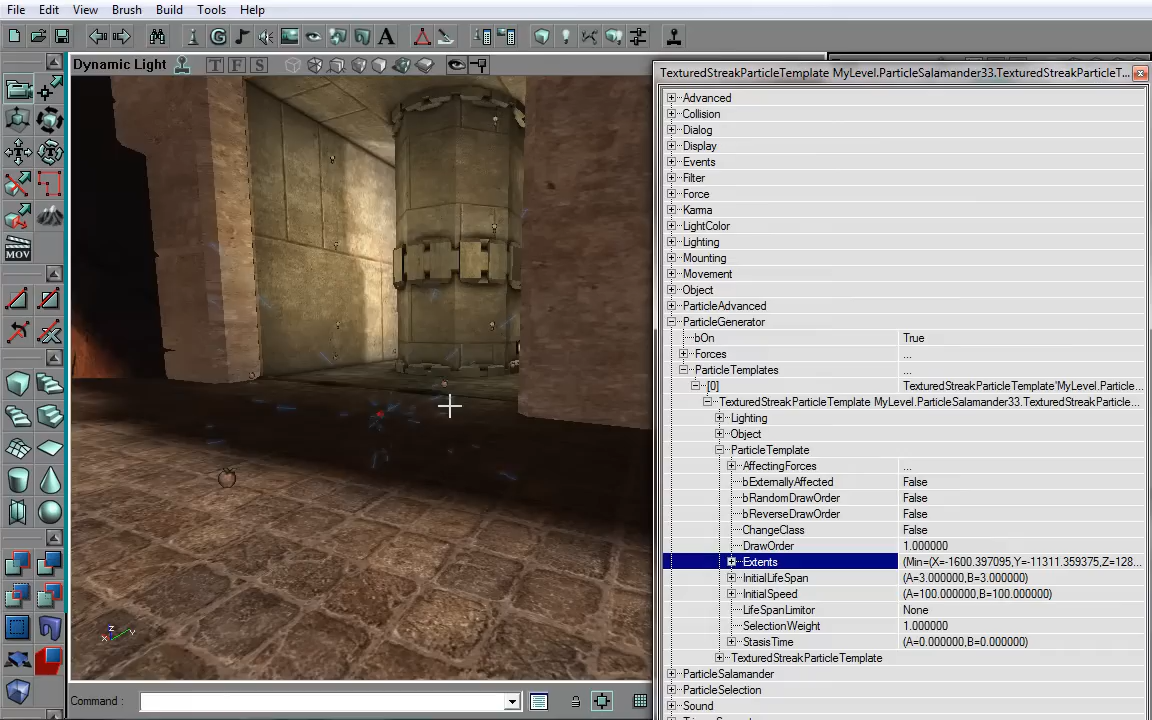 File Edit View Brush Build Tools Help
Dynamic Light T F S
TexturedStreakParticleTemplate MyLevel.ParticleSalamander33.TexturedStreakParticleT...
Advanced
Collision
Dialog
Display
Events
Filter
Force
Karma
LightColor
Lighting
Mounting
Movement
Object
ParticleAdvanced
ParticleGenerator
bOn True
Forces ...
ParticleTemplates ...
[0] TexturedStreakParticleTemplate'MyLevel.Particle...
TexturedStreakParticleTemplate MyLevel.ParticleSalamander33.TexturedStreakParticle...
Lighting
Object
ParticleTemplate
AffectingForces ...
bExternallyAffected False
bRandomDrawOrder False
bReverseDrawOrder False
ChangeClass False
DrawOrder 1.000000
Extents (Min=(X=-1600.397095,Y=-11311.359375,Z=128...
InitialLifeSpan (A=3.000000,B=3.000000)
InitialSpeed (A=100.000000,B=100.000000)
LifeSpanLimitor None
SelectionWeight 1.000000
StasisTime (A=0.000000,B=0.000000)
TexturedStreakParticleTemplate
ParticleSalamander
ParticleSelection
Sound
MOV
Z
X Y
Command :